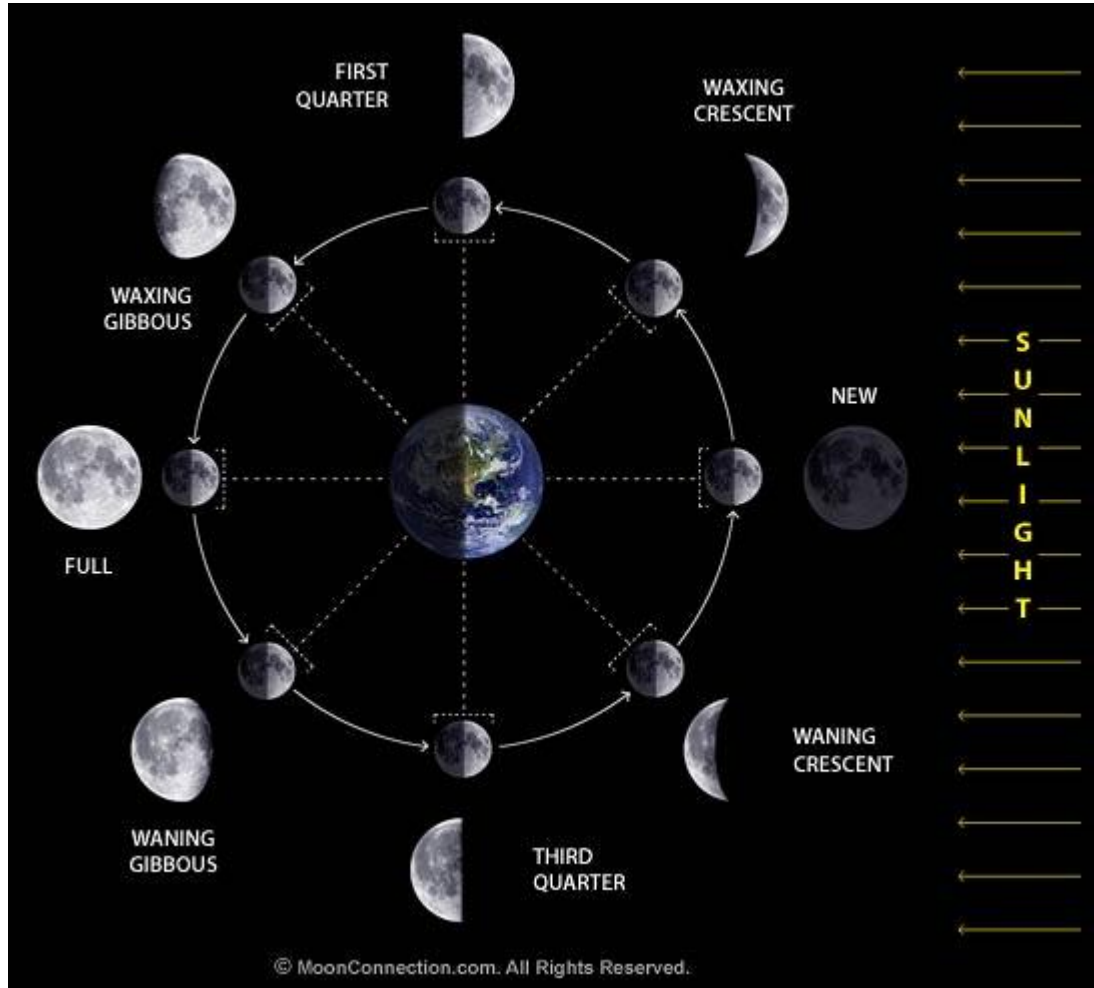 FIRST
QUARTER
WAXING
CRESCENT
WAXING
GIBBOUS
NEW
SUNLIGHT
FULL
WANING
CRESCENT
WANING
GIBBOUS
THIRD
QUARTER
© MoonConnection.com. All Rights Reserved.